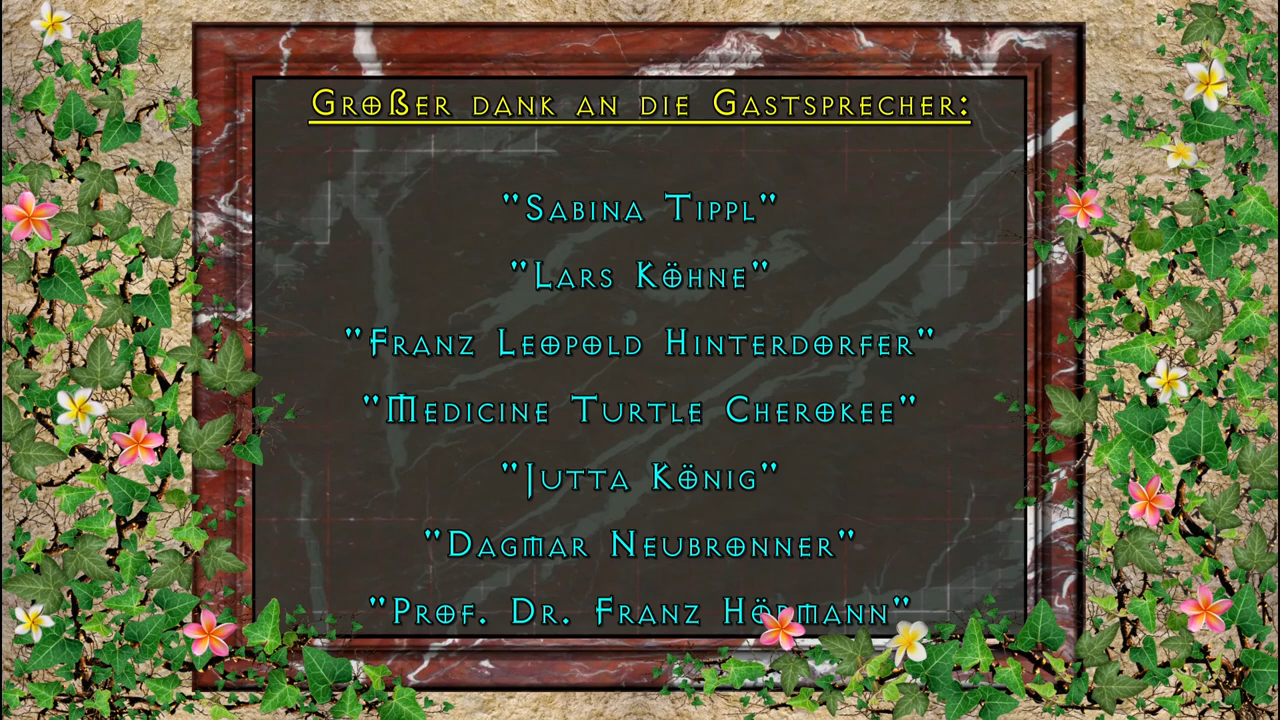 Großer dank an die Gastsprecher:
"Sabina Tippl"
"Lars Köhne"
"Franz Leopold Hinterdorfer"
"Medicine Turtle Cherokee"
"Jutta König"
"Dagmar Neubronner"
"Prof. Dr. Franz Hörmann"